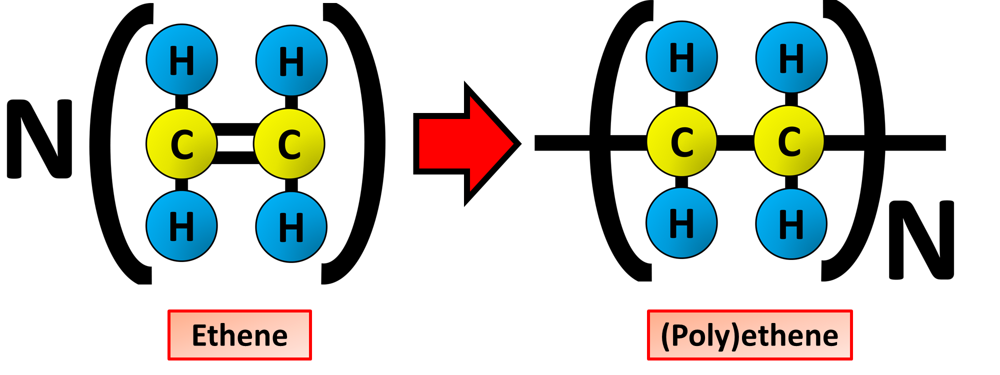 H H H H
N C C C C
H H H H N
Ethene (Poly)ethene